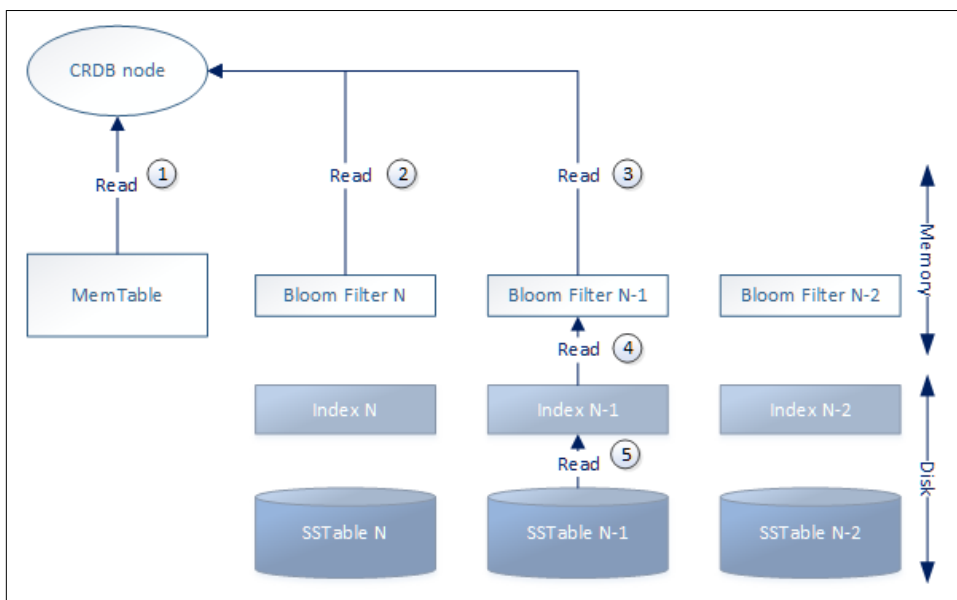 CRDB node
Read 1
Read 2
Read 3
MemTable
Bloom Filter N
Bloom Filter N-1
Bloom Filter N-2
Memory
Read 4
Index N
Index N-1
Index N-2
Read 5
Disk
SSTable N
SSTable N-1
SSTable N-2